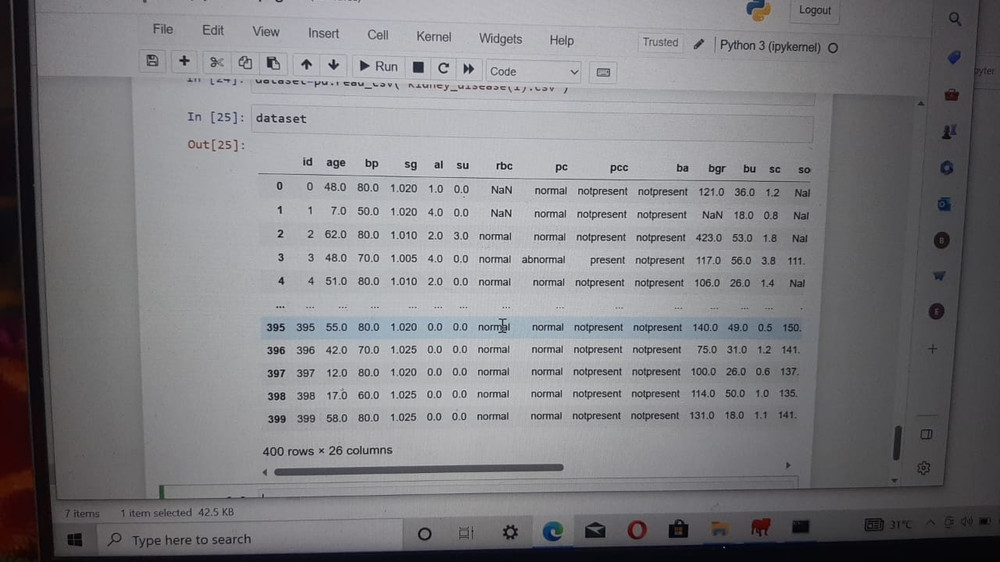 Logout
File Edit View Insert Cell Kernel Widgets Help Trusted Python 3 (ipykernel)
Run Code
In [24]: dataset=pd.read_csv("kidney_disease(1).csv")
In [25]: dataset
Out[25]:
id age bp sg al su rbc pc pcc ba bgr bu sc so
0 0 48.0 80.0 1.020 1.0 0.0 NaN normal notpresent notpresent 121.0 36.0 1.2 Nal
1 1 7.0 50.0 1.020 4.0 0.0 NaN normal notpresent notpresent NaN 18.0 0.8 Nal
2 2 62.0 80.0 1.010 2.0 3.0 normal normal notpresent notpresent 423.0 53.0 1.8 Nal
3 3 48.0 70.0 1.005 4.0 0.0 normal abnormal present notpresent 117.0 56.0 3.8 111.
4 4 51.0 80.0 1.010 2.0 0.0 normal normal notpresent notpresent 106.0 26.0 1.4 Nal
... ... ... ... ... ... ... ... ... ... ... ... ... ... .
395 395 55.0 80.0 1.020 0.0 0.0 normal normal notpresent notpresent 140.0 49.0 0.5 150.
396 396 42.0 70.0 1.025 0.0 0.0 normal normal notpresent notpresent 75.0 31.0 1.2 141.
397 397 12.0 80.0 1.020 0.0 0.0 normal normal notpresent notpresent 100.0 26.0 0.6 137.
398 398 17.0 60.0 1.025 0.0 0.0 normal normal notpresent notpresent 114.0 50.0 1.0 135.
399 399 58.0 80.0 1.025 0.0 0.0 normal normal notpresent notpresent 131.0 18.0 1.1 141.
400 rows × 26 columns
7 items 1 item selected 42.5 KB
Type here to search 31°C
yter
B
E